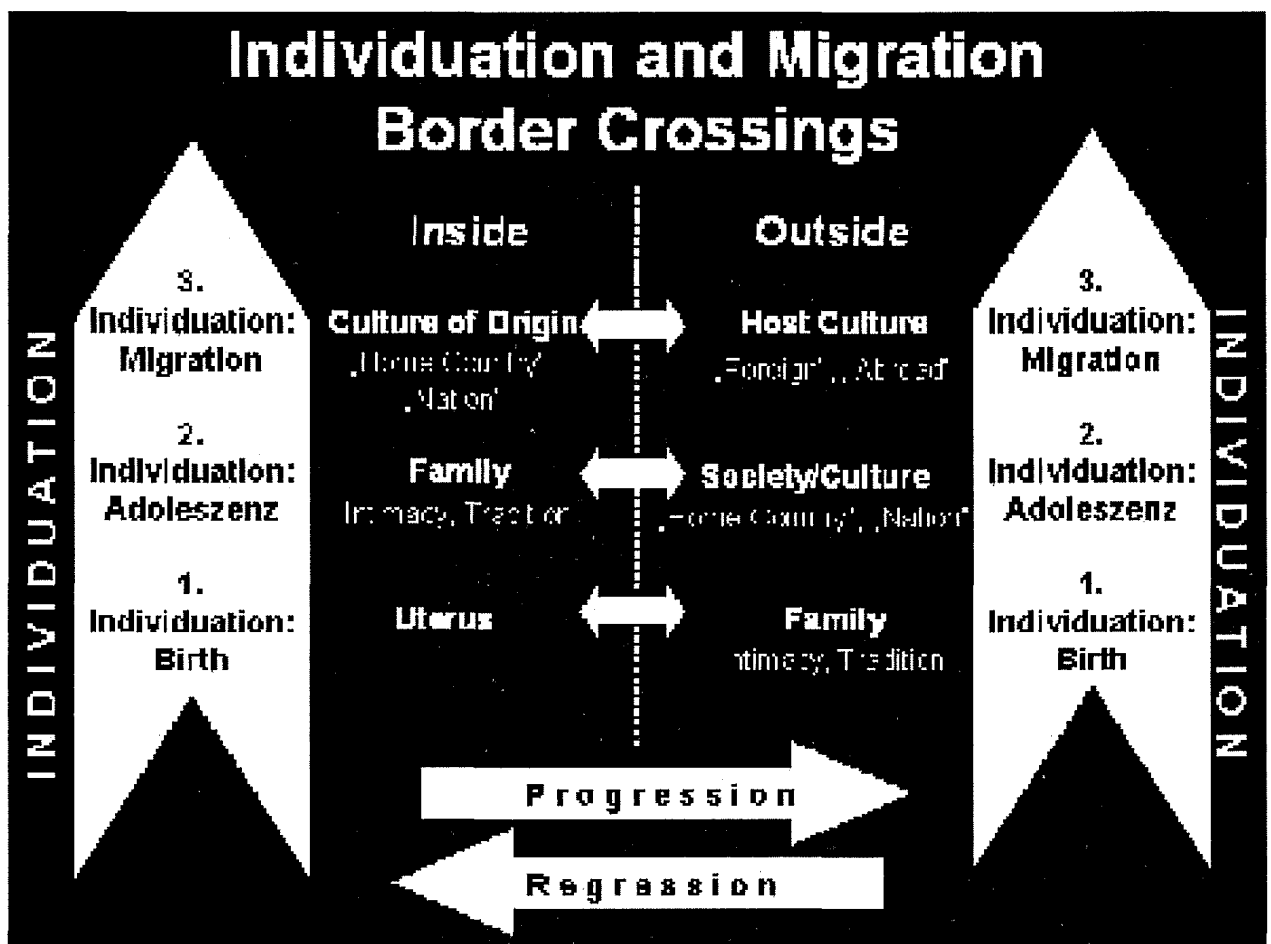 Individuation and Migration
Border Crossings
Inside
Outside
INDIVIDUATION
3.
Individuation:
Migration
2.
Individuation:
Adoleszenz
1.
Individuation:
Birth
Culture of Origin
„Home Country'
„Nation'
Host Culture
„Foreign', „Abroad'
Family
Intimacy, Tradition
Society/Culture
„Home Country', „Nation'
Uterus
Family
Intimacy, Tradition
3.
Individuation:
Migration
2.
Individuation:
Adoleszenz
1.
Individuation:
Birth
INDIVIDUATION
Progression
Regression